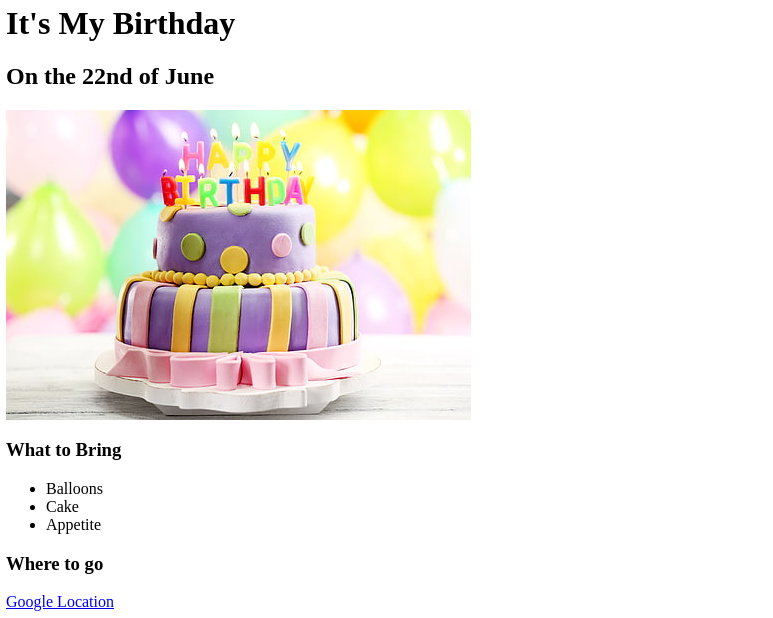 It's My Birthday
On the 22nd of June
HAPPY
BIRTHDAY
What to Bring
Balloons
Cake
Appetite
Where to go
Google Location